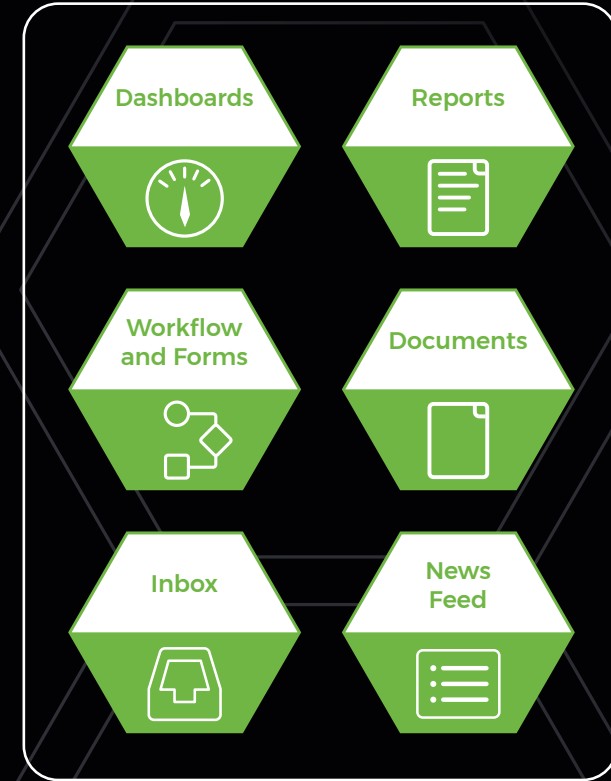 Dashboards
Reports
Workflow
and Forms
Documents
Inbox
News
Feed